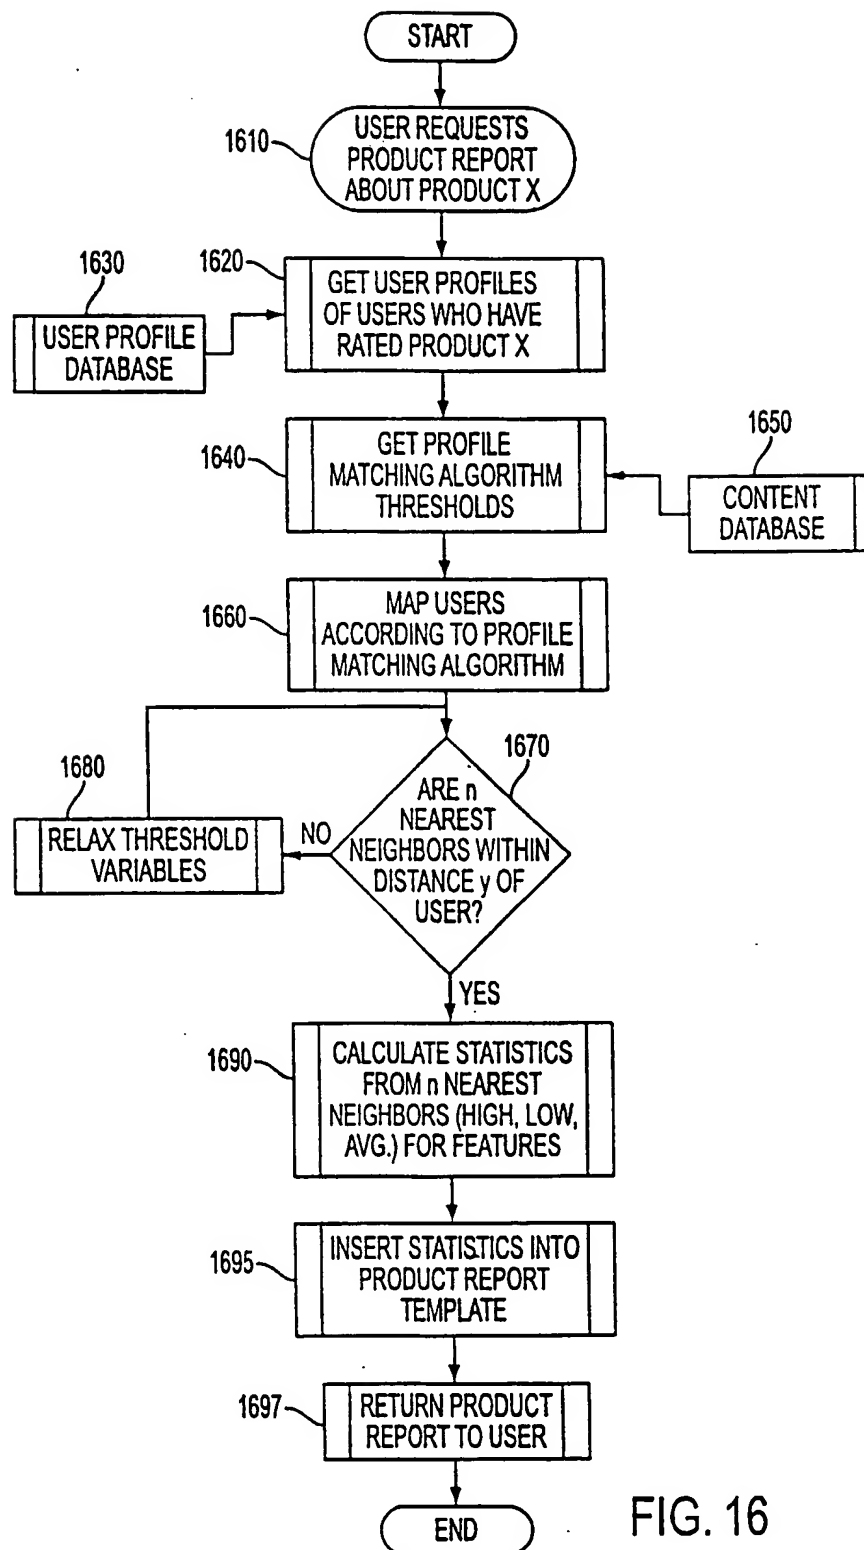 START
1610
USER REQUESTS
PRODUCT REPORT
ABOUT PRODUCT X
1620
GET USER PROFILES
OF USERS WHO HAVE
RATED PRODUCT X
1630
USER PROFILE
DATABASE
1640
GET PROFILE
MATCHING ALGORITHM
THRESHOLDS
1650
CONTENT
DATABASE
1660
MAP USERS
ACCORDING TO PROFILE
MATCHING ALGORITHM
1670
ARE n
NEAREST
NEIGHBORS WITHIN
DISTANCE y OF
USER?
NO
1680
RELAX THRESHOLD
VARIABLES
YES
1690
CALCULATE STATISTICS
FROM n NEAREST
NEIGHBORS (HIGH, LOW,
AVG.) FOR FEATURES
1695
INSERT STATISTICS INTO
PRODUCT REPORT
TEMPLATE
1697
RETURN PRODUCT
REPORT TO USER
END
FIG. 16